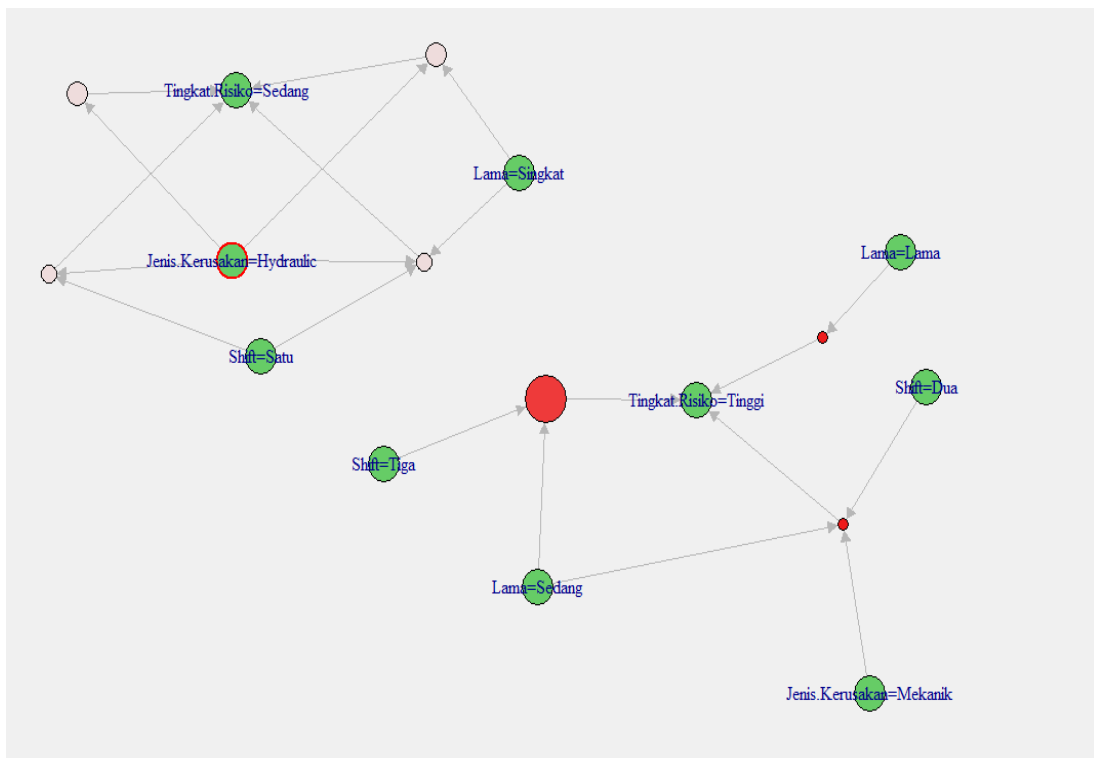 Tingkat.Risiko=Sedang
Lama=Singkat
Jenis.Kerusakan=Hydraulic
Lama=Lama
Shift=Satu
Shift=Dua
Tingkat.Risiko=Tinggi
Shift=Tiga
Lama=Sedang
Jenis.Kerusakan=Mekanik